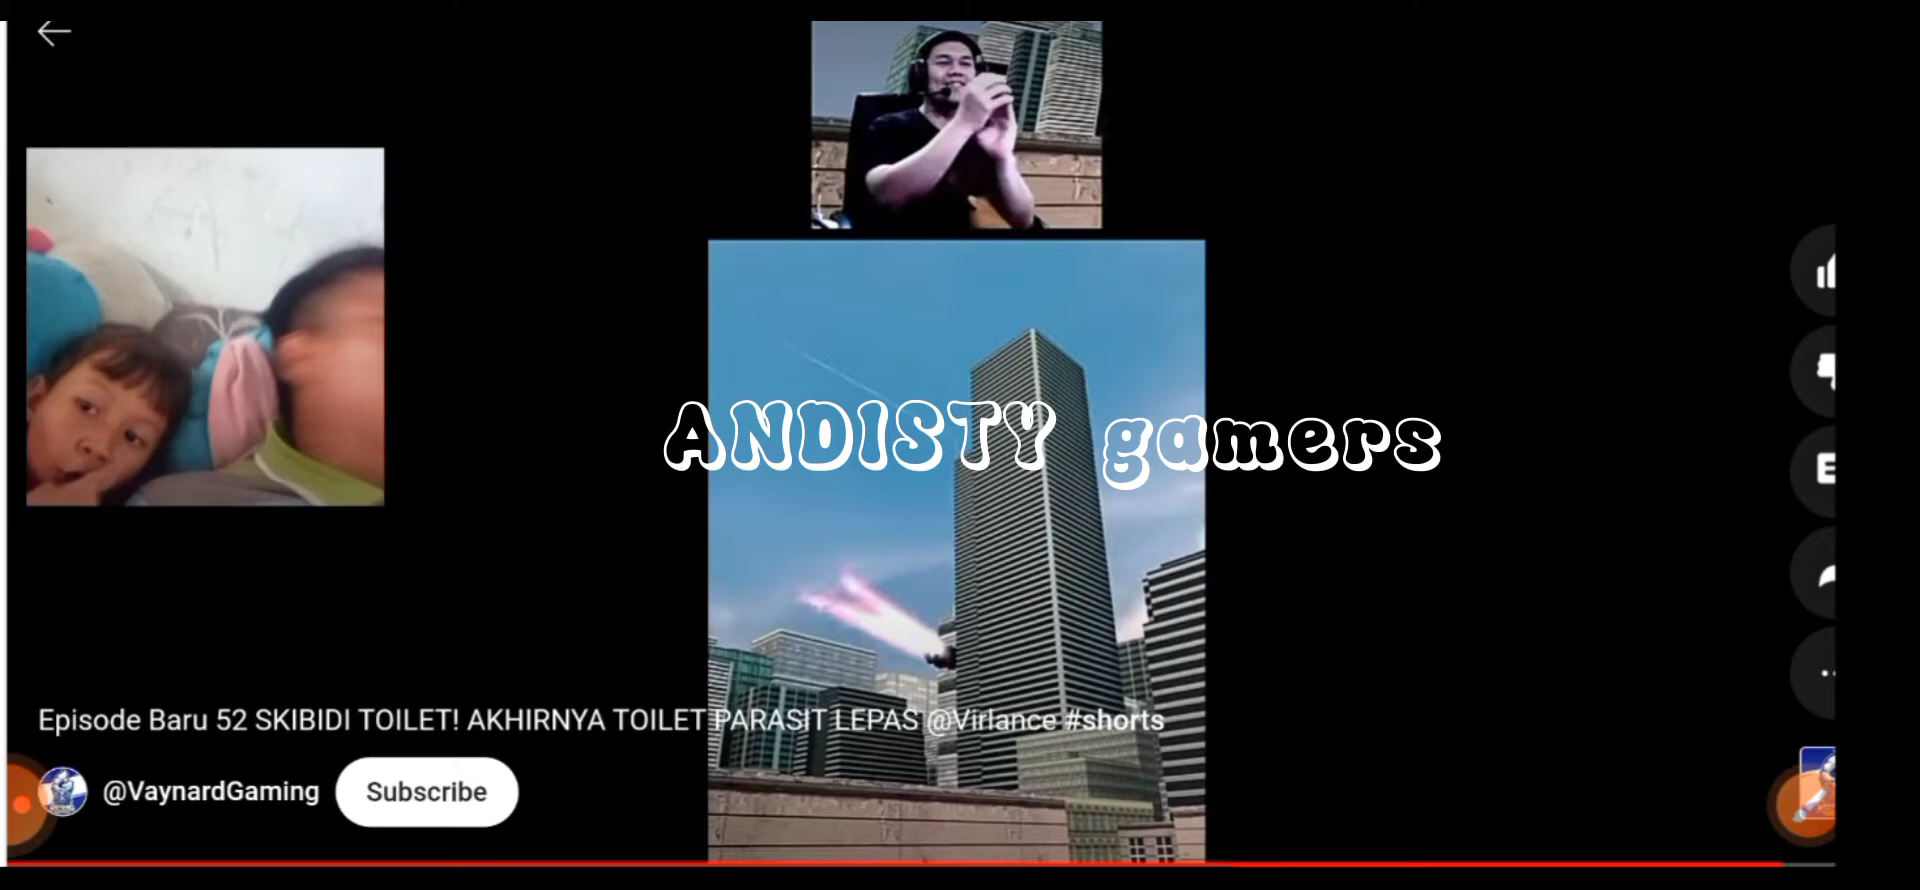 ANDISTY gamers
Episode Baru 52 SKIBIDI TOILET! AKHIRNYA TOILET PARASIT LEPAS @Virlance #shorts
@VaynardGaming Subscribe